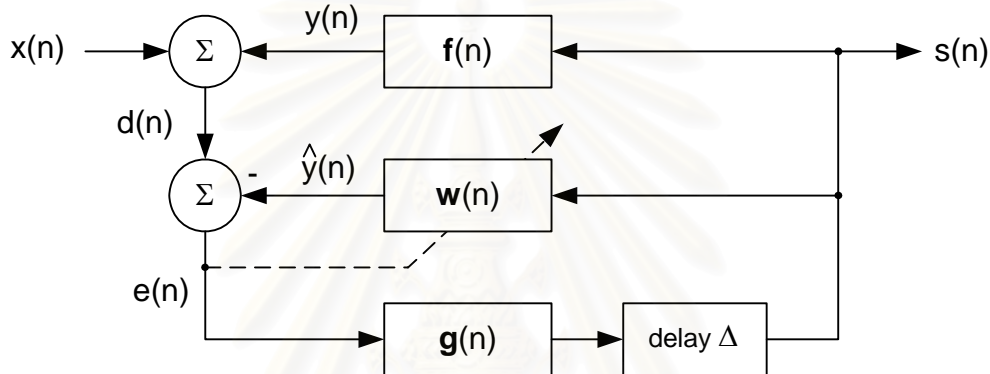 x(n)
Σ
y(n)
f(n)
s(n)
d(n)
Σ
-
ŷ(n)
w(n)
e(n)
g(n)
delay Δ